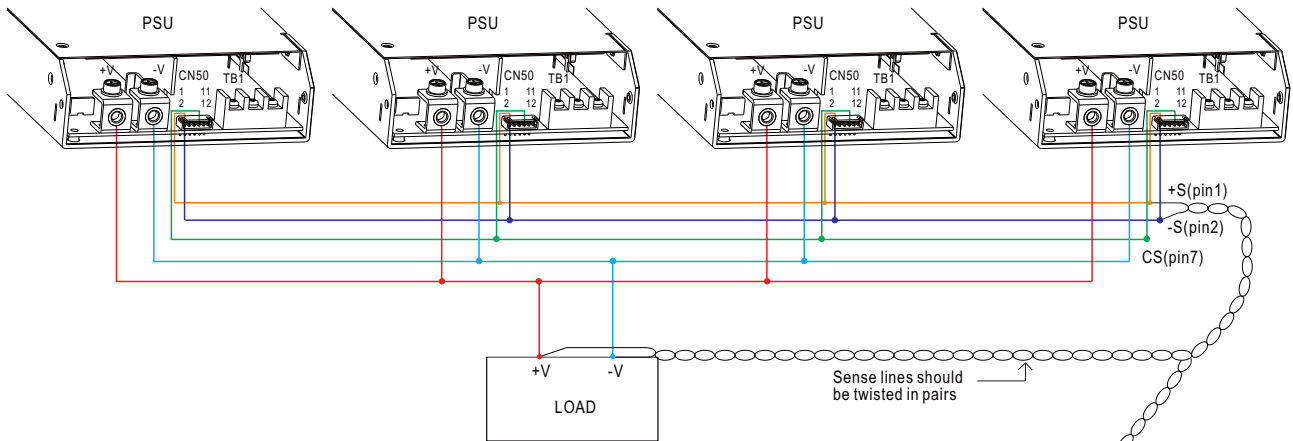 PSU
PSU
PSU
PSU
+V -V CN50 TB1
1 11
2 12
+V -V CN50 TB1
1 11
2 12
+V -V CN50 TB1
1 11
2 12
+V -V CN50 TB1
1 11
2 12
+S(pin1)
-S(pin2)
CS(pin7)
+V -V
LOAD
Sense lines should
be twisted in pairs